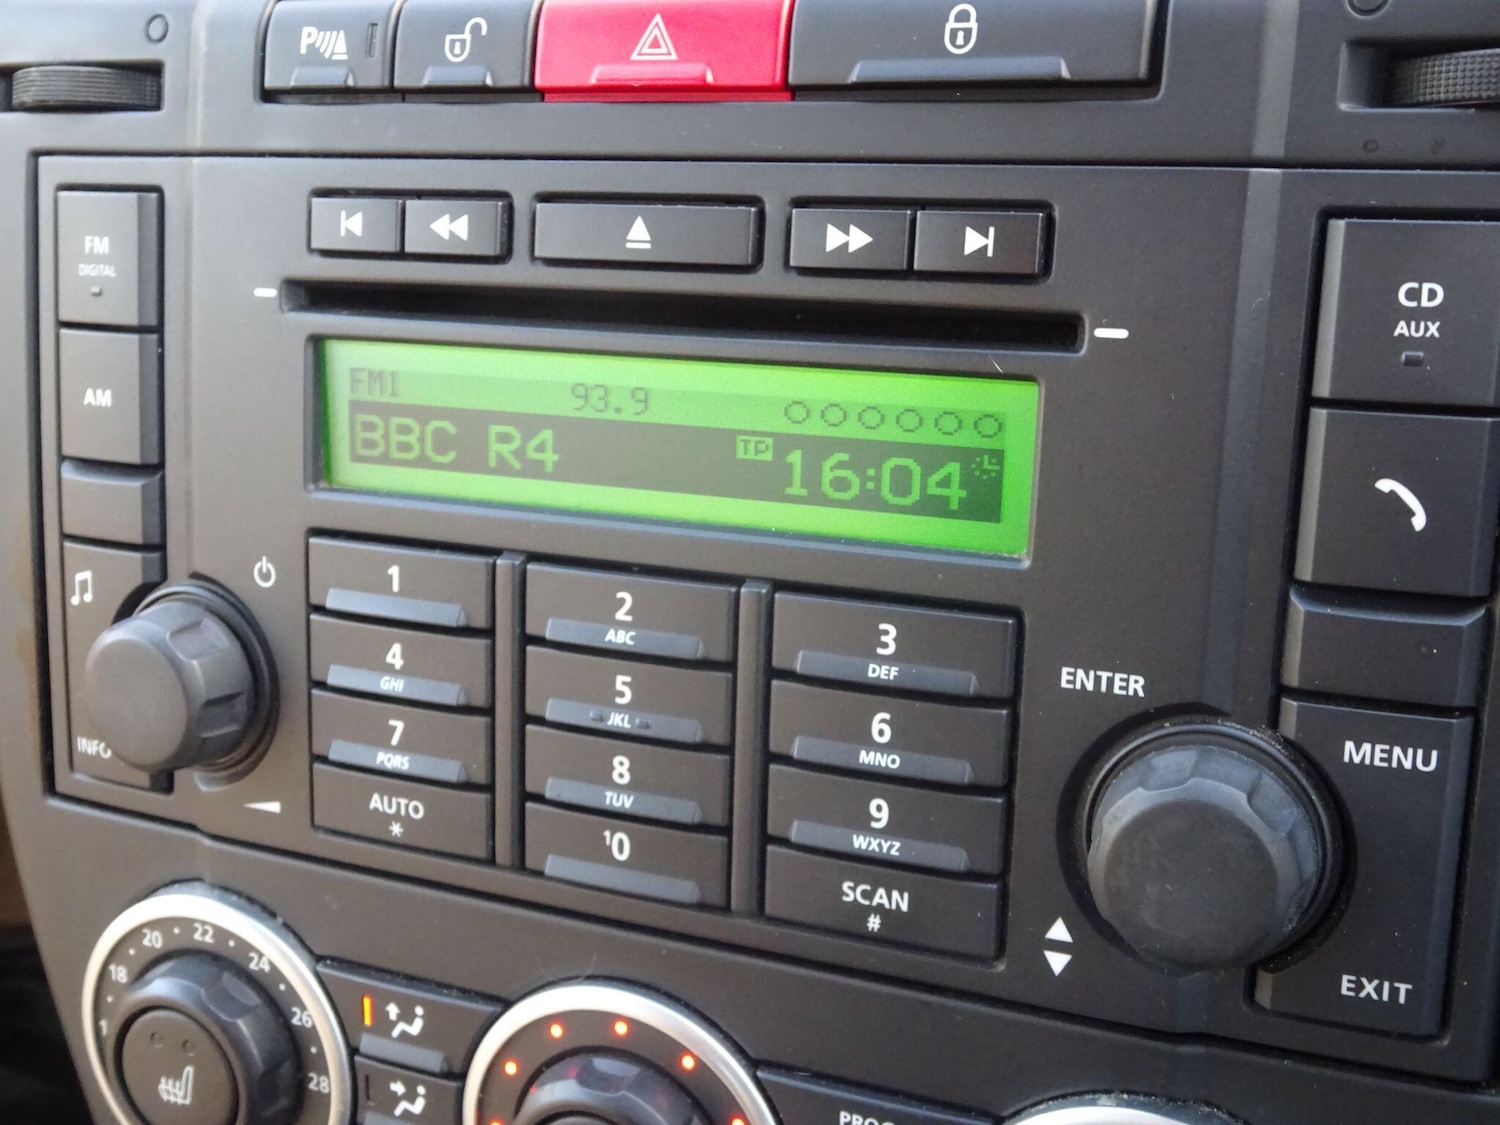 P
FM
DIGITAL
CD
AUX
AM
FM1 93.9
BBC R4 TP 16:04
1
2
ABC
3
DEF
4
GHI
5
JKL
6
MNO
7
PQRS
8
TUV
9
WXYZ
AUTO
*
10
SCAN
#
INFO
ENTER
MENU
EXIT
18 20 22 24 26 28